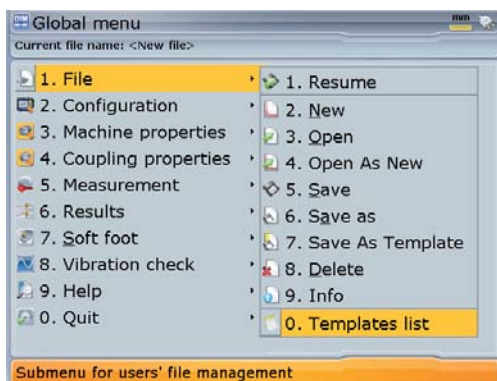 Global menu
mm
Current file name: <New file>
1. File
2. Configuration
3. Machine properties
4. Coupling properties
5. Measurement
6. Results
7. Soft foot
8. Vibration check
9. Help
0. Quit
1. Resume
2. New
3. Open
4. Open As New
5. Save
6. Save as
7. Save As Template
8. Delete
9. Info
0. Templates list
Submenu for users' file management